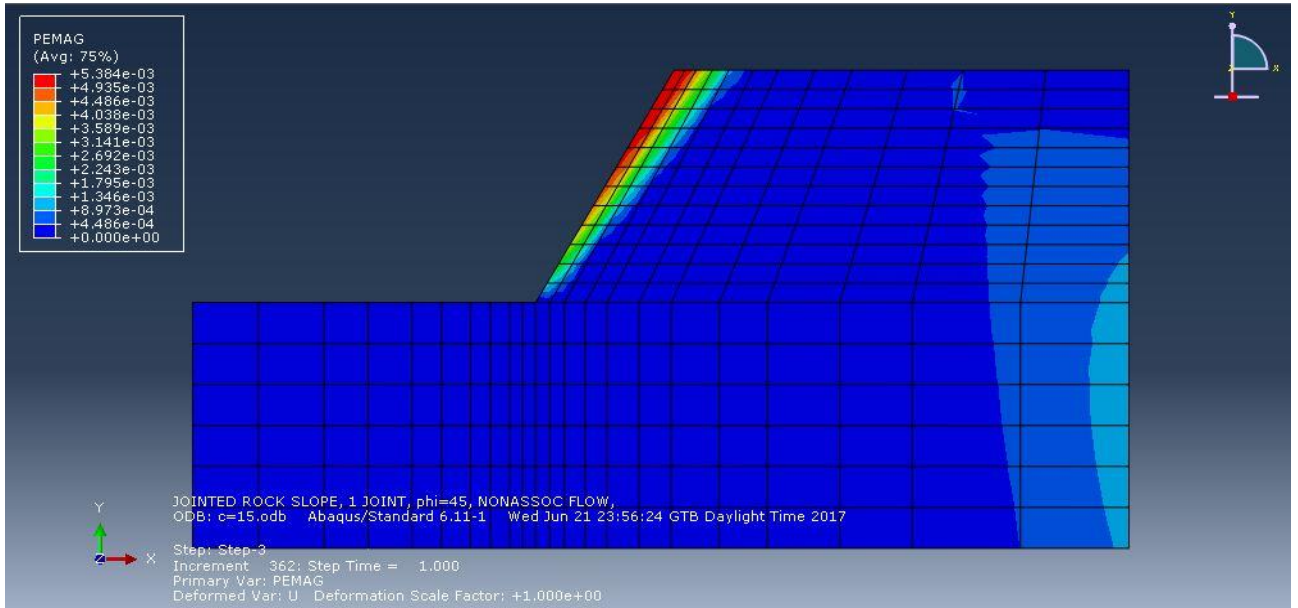 PEMAG
(Avg: 75%)
+5.384e-03
+4.935e-03
+4.486e-03
+4.038e-03
+3.589e-03
+3.141e-03
+2.692e-03
+2.243e-03
+1.795e-03
+1.346e-03
+8.973e-04
+4.486e-04
+0.000e+00
Y
Z
X
JOINTED ROCK SLOPE, 1 JOINT, phi=45, NONASSOC FLOW,
ODB: c=15.odb Abaqus/Standard 6.11-1 Wed Jun 21 23:56:24 GTB Daylight Time 2017
Y
Z
X
Step: Step-3
Increment 362: Step Time = 1.000
Primary Var: PEMAG
Deformed Var: U Deformation Scale Factor: +1.000e+00